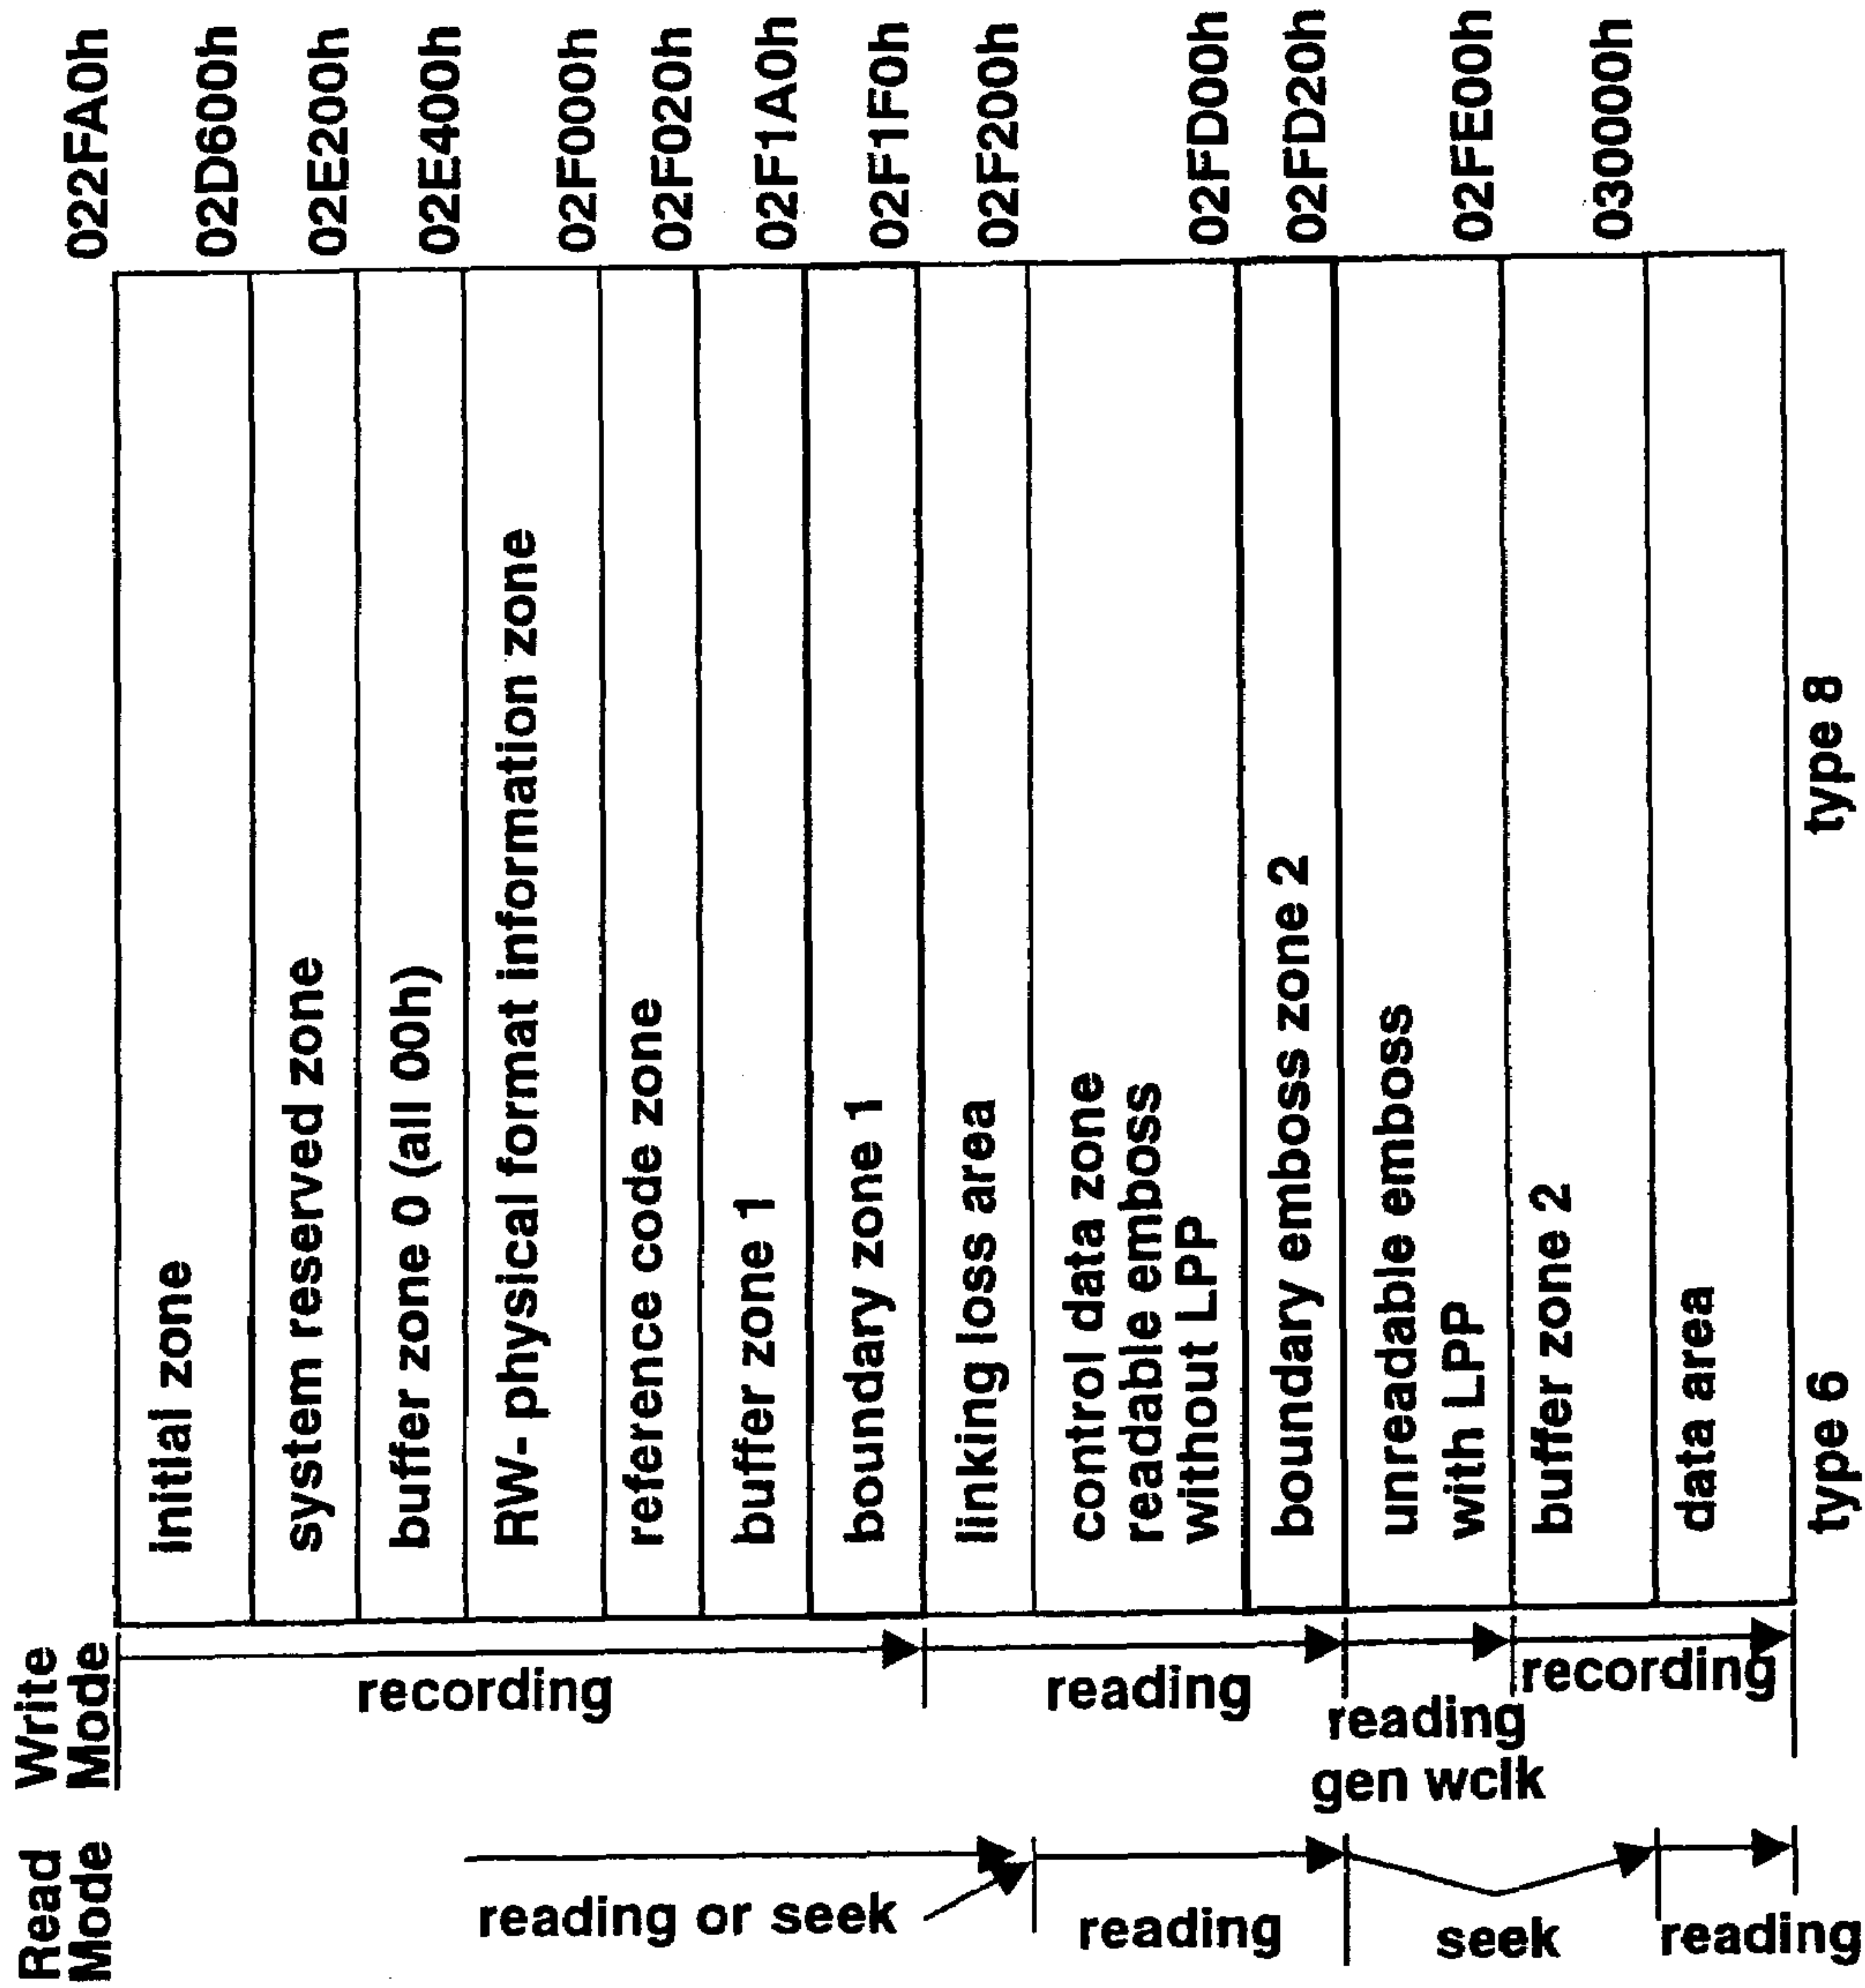 022FA0h
02D600h
02E200h
02E400h
02F000h
02F020h
02F1A0h
02F1F0h
02F200h
02FD00h
02FD20h
02FE00h
030000h
initial zone
system reserved zone
buffer zone 0 (all 00h)
RW- physical format information zone
reference code zone
buffer zone 1
boundary zone 1
linking loss area
control data zone
readable emboss
without LPP
boundary emboss zone 2
unreadable emboss
with LPP
buffer zone 2
data area
type 6
type 8
Write
Mode
recording
reading
reading
gen wclk
recording
Read
Mode
reading or seek
reading
seek
reading